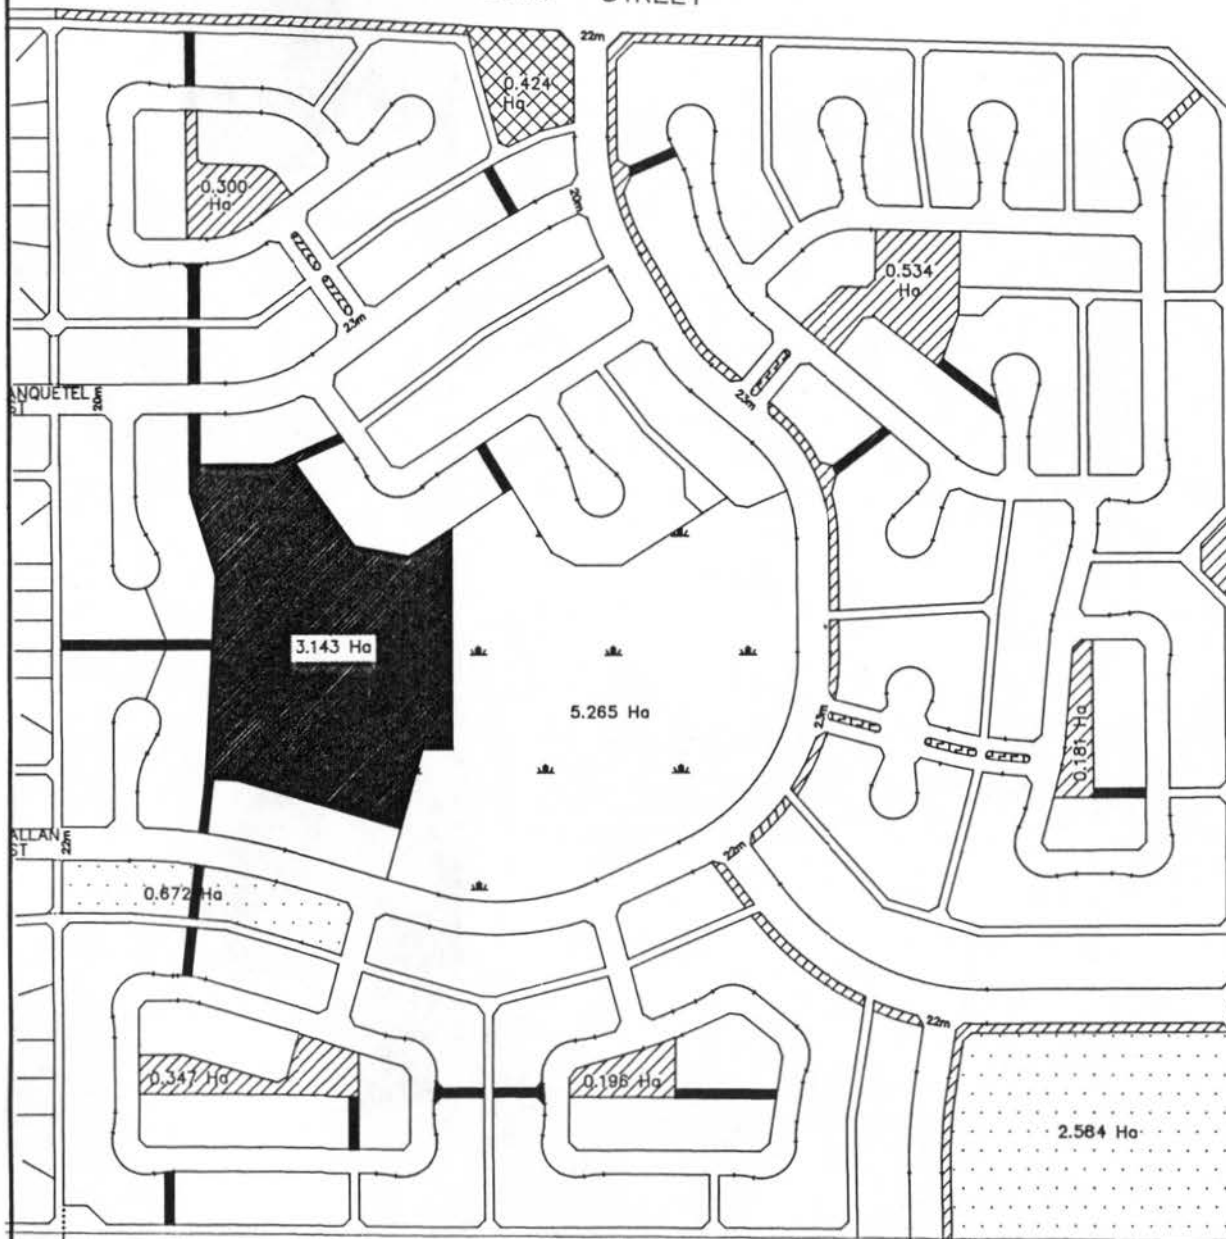 STREET
22m
0.424
Ha
0.300
Ha
20m
0.534
Ha
23m
ANQUETEL
ST
20m
23m
3.143 Ha
5.265 Ha
23m
0.181 Ha
ALLAN
ST
22m
22m
0.672 Ha
22m
0.347 Ha
0.196 Ha
2.584 Ha